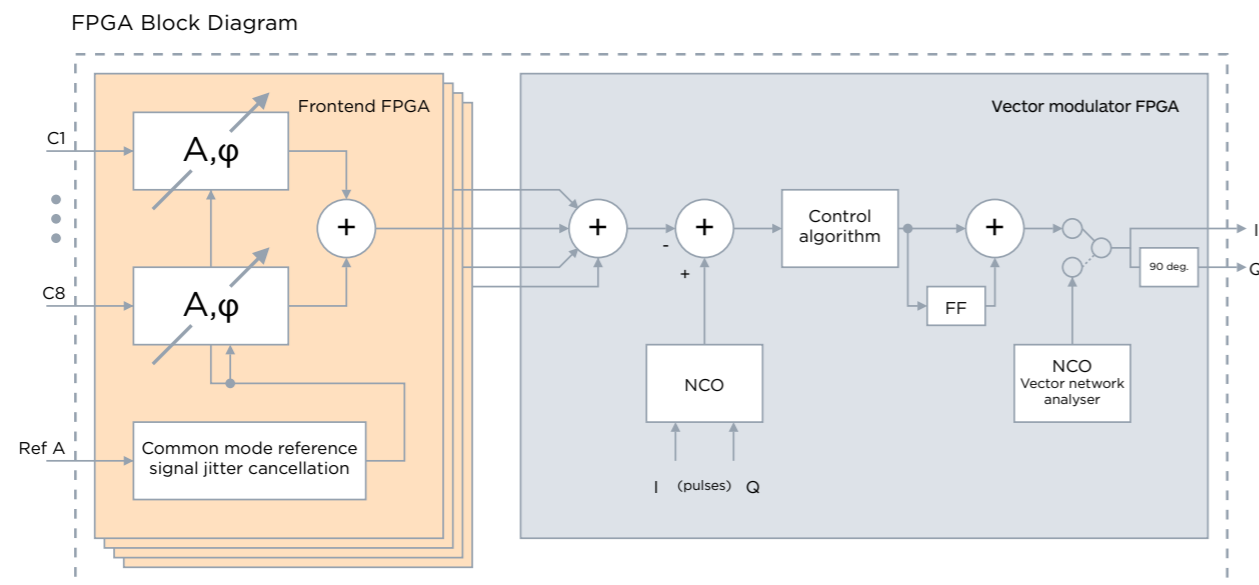 FPGA Block Diagram
Frontend FPGA
Vector modulator FPGA
C1
A,φ
+
+
-
+
+
Control
algorithm
+
I
90 deg.
Q
C8
A,φ
FF
NCO
NCO
Vector network
analyser
Ref A
Common mode reference
signal jitter cancellation
I (pulses) Q